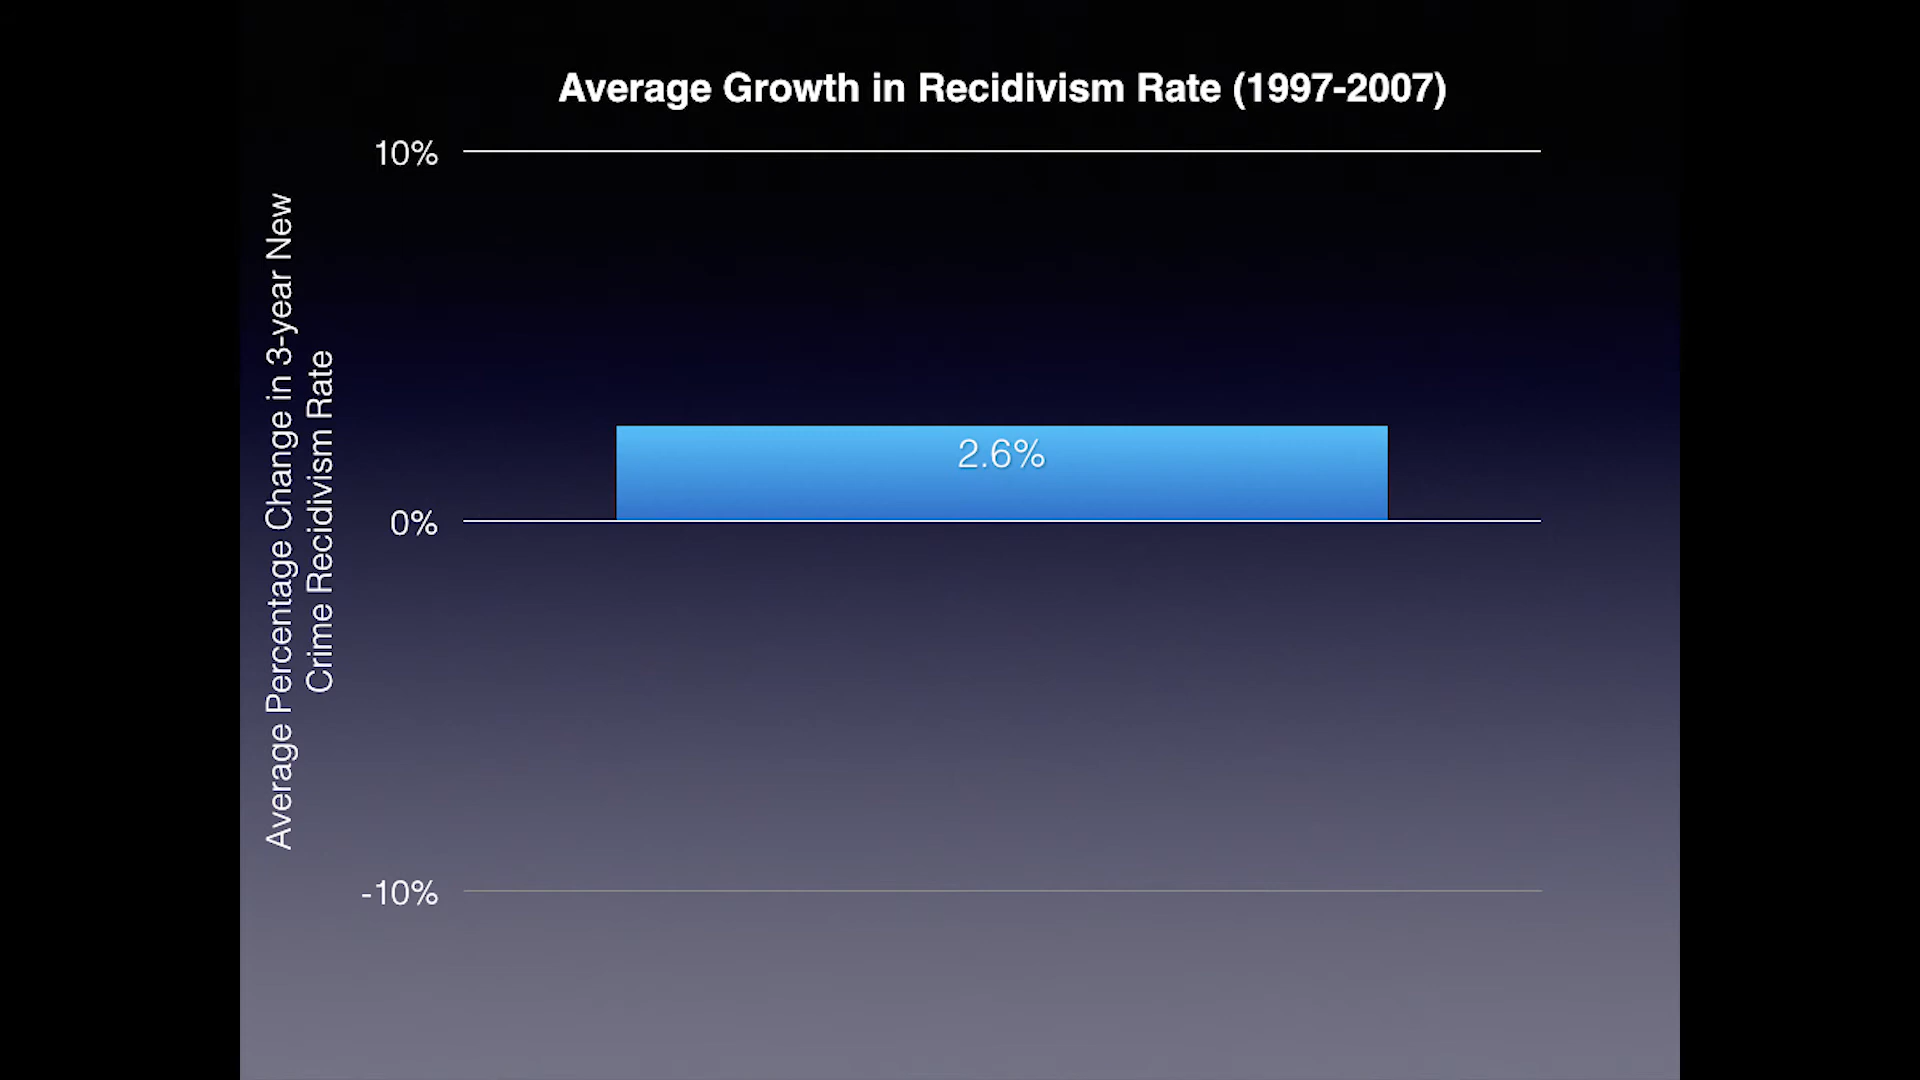 Average Growth in Recidivism Rate (1997-2007)
10%
Average Percentage Change in 3-year New
Crime Recidivism Rate
2.6%
0%
-10%